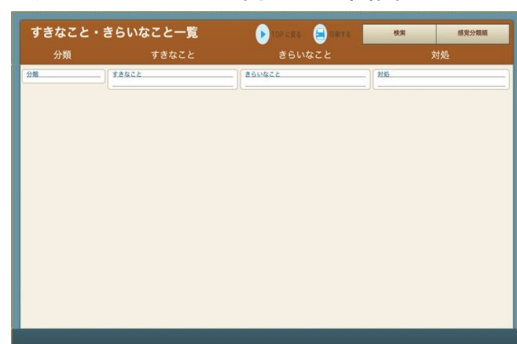 すきなこと・きらいなこと一覧
TOPに戻る
印刷する
検索
感覚分類順
分類
すきなこと
きらいなこと
対処
分類
すきなこと
きらいなこと
対処